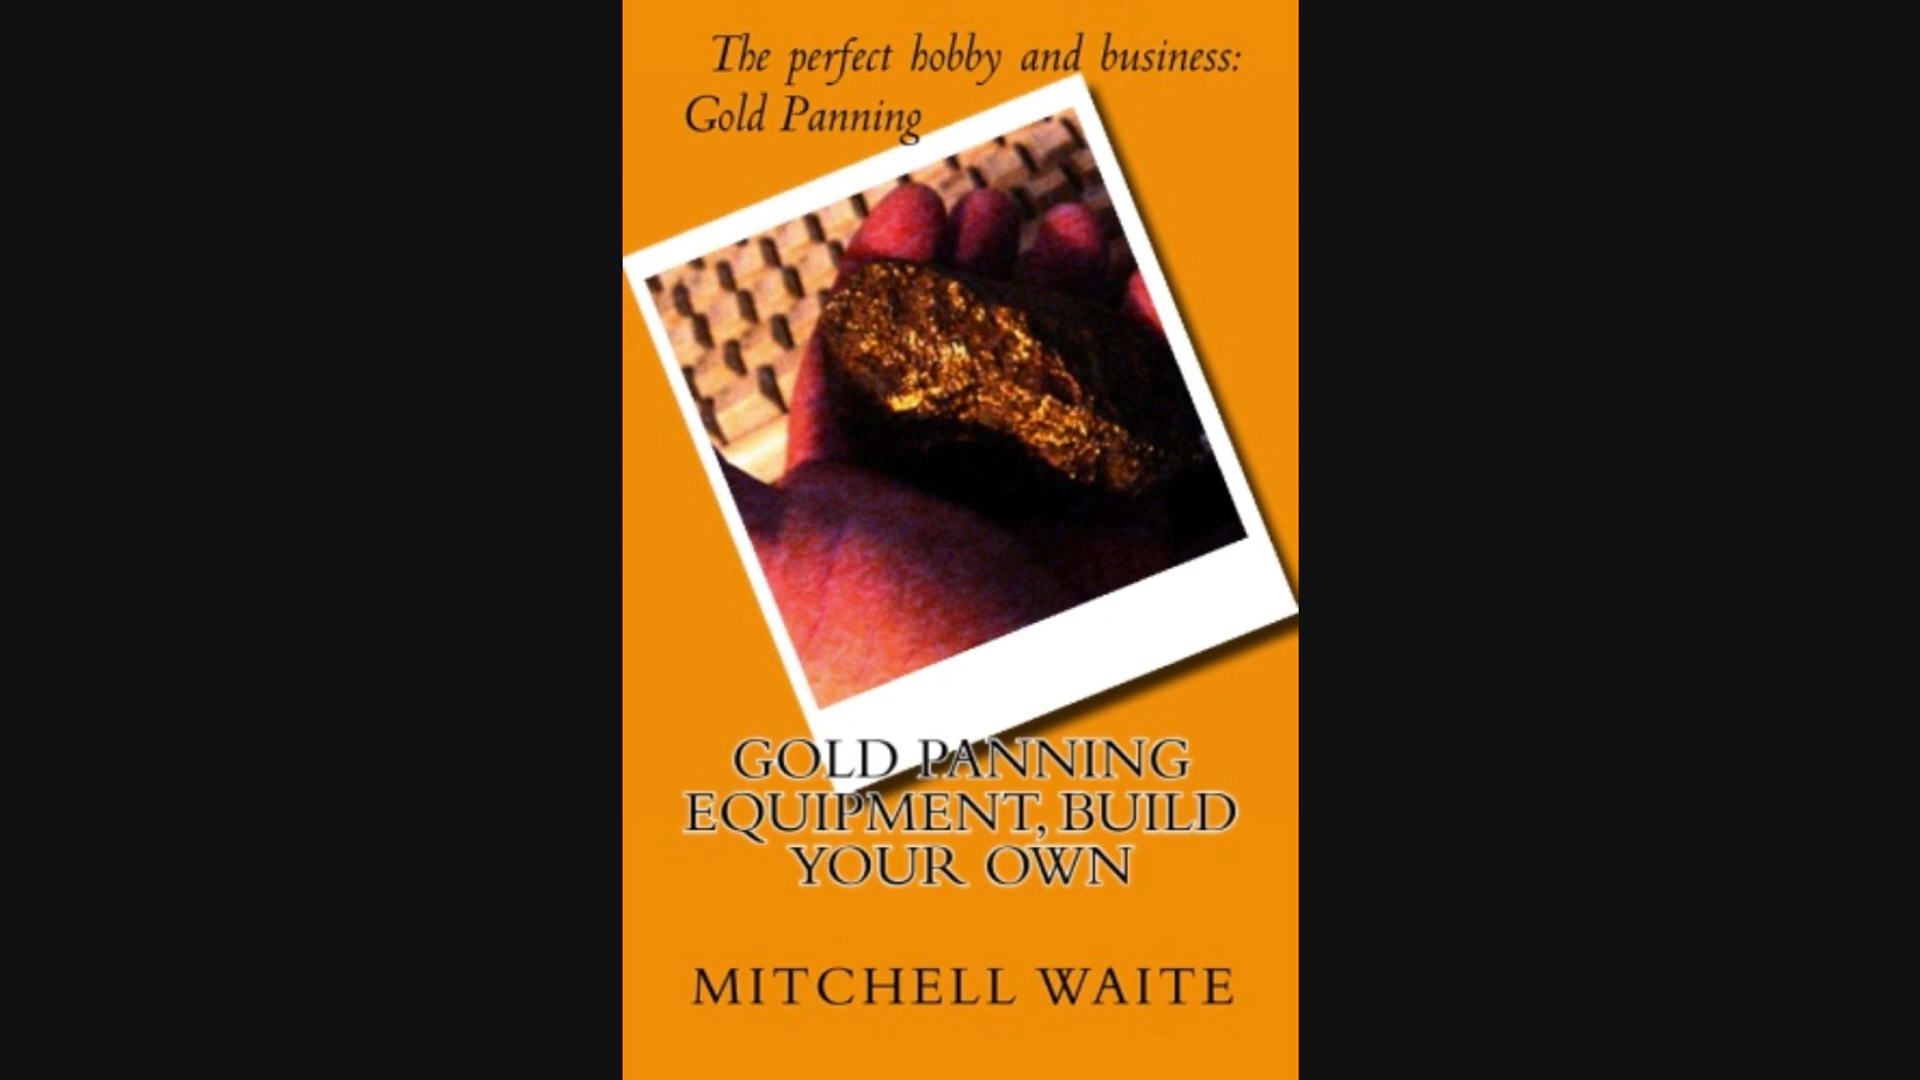 The perfect hobby and business:
Gold Panning
GOLD PANNING
EQUIPMENT, BUILD
YOUR OWN
MITCHELL WAITE